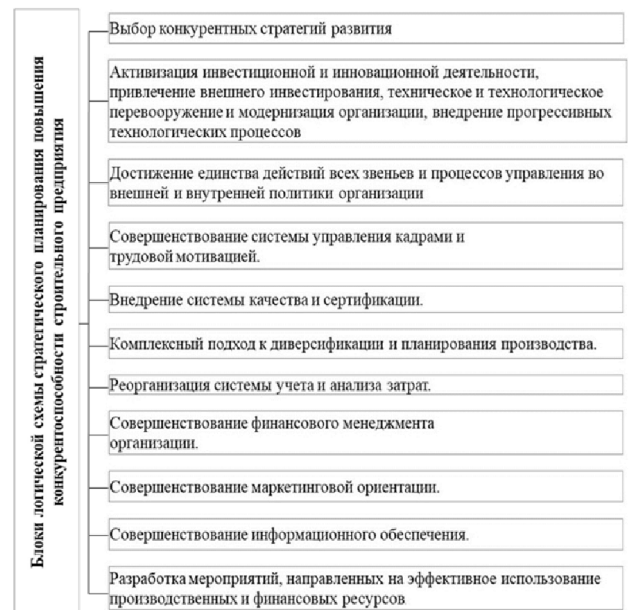 Блоки логической схемы стратегического планирования повышения
конкурентоспособности строительного предприятия
Выбор конкурентных стратегий развития
Активизация инвестиционной и инновационной деятельности,
привлечение внешнего инвестирования, техническое и технологическое
перевооружение и модернизация организации, внедрение прогрессивных
технологических процессов
Достижение единства действий всех звеньев и процессов управления во
внешней и внутренней политики организации
Совершенствование системы управления кадрами и
трудовой мотивацией.
Внедрение системы качества и сертификации.
Комплексный подход к диверсификации и планирования производства.
Реорганизация системы учета и анализа затрат.
Совершенствование финансового менеджмента
организации.
Совершенствование маркетинговой ориентации.
Совершенствование информационного обеспечения.
Разработка мероприятий, направленных на эффективное использование
производственных и финансовых ресурсов